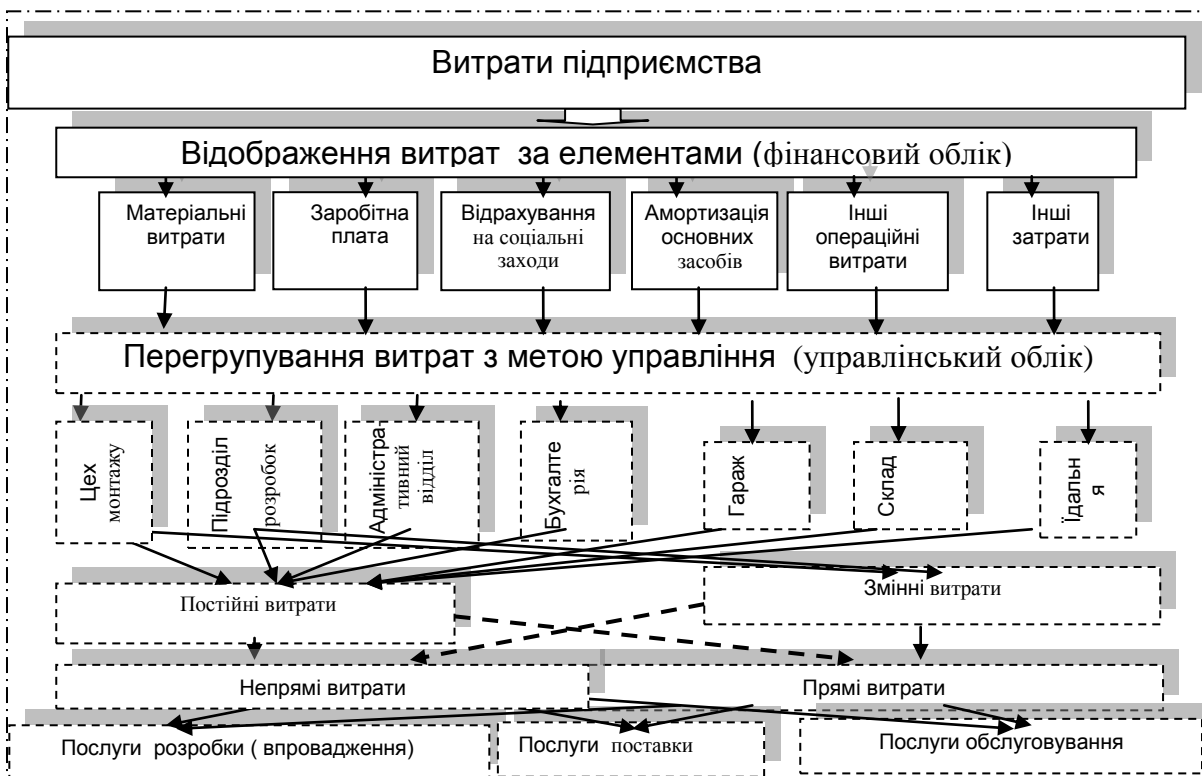 Витрати підприємства
Відображення витрат за елементами (фінансовий облік)
Матеріальні
витрати
Заробітна
плата
Відрахування
на соціальні
заходи
Амортизація
основних
засобів
Інші
операційні
витрати
Інші
затрати
Перегрупування витрат з метою управління (управлінський облік)
Цех
монтажу
Підрозділ
розробок
Адміністра
тивний
відділ
Бухгалте
рія
Гараж
Склад
Їдальн
я
Постійні витрати
Змінні витрати
Непрямі витрати
Прямі витрати
Послуги розробки ( впровадження)
Послуги поставки
Послуги обслуговування